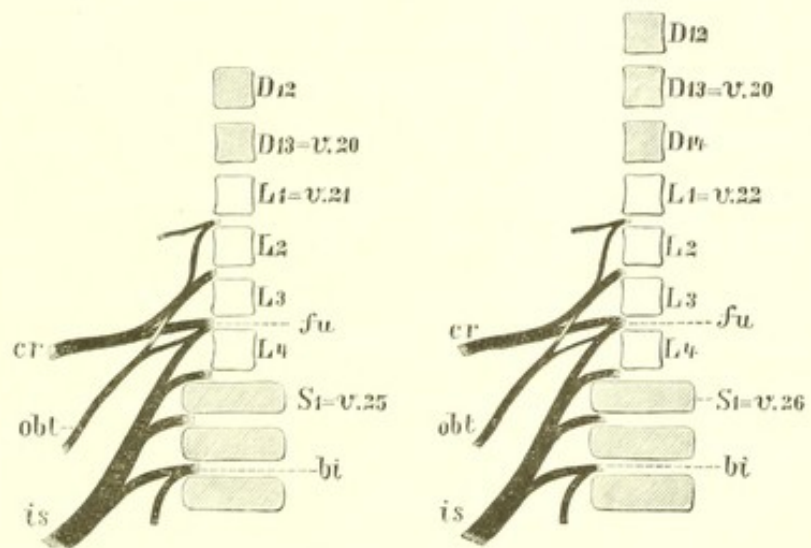 D12
D13=v.20
L1=v.21
L2
L3
fu
cr
L4
S1=v.25
obt
bi
is
D12
D13=v.20
D14
L1=v.22
L2
L3
fu
cr
L4
S1=v.26
obt
bi
is